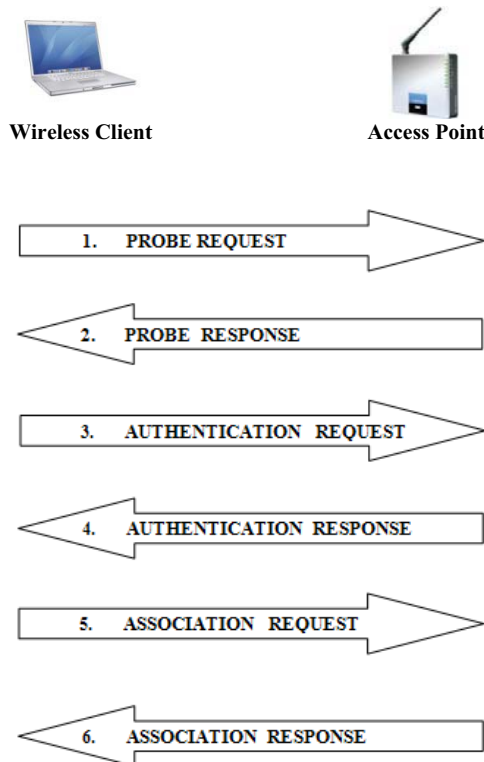 Wireless Client
Access Point
1. PROBE REQUEST
2. PROBE RESPONSE
3. AUTHENTICATION REQUEST
4. AUTHENTICATION RESPONSE
5. ASSOCIATION REQUEST
6. ASSOCIATION RESPONSE